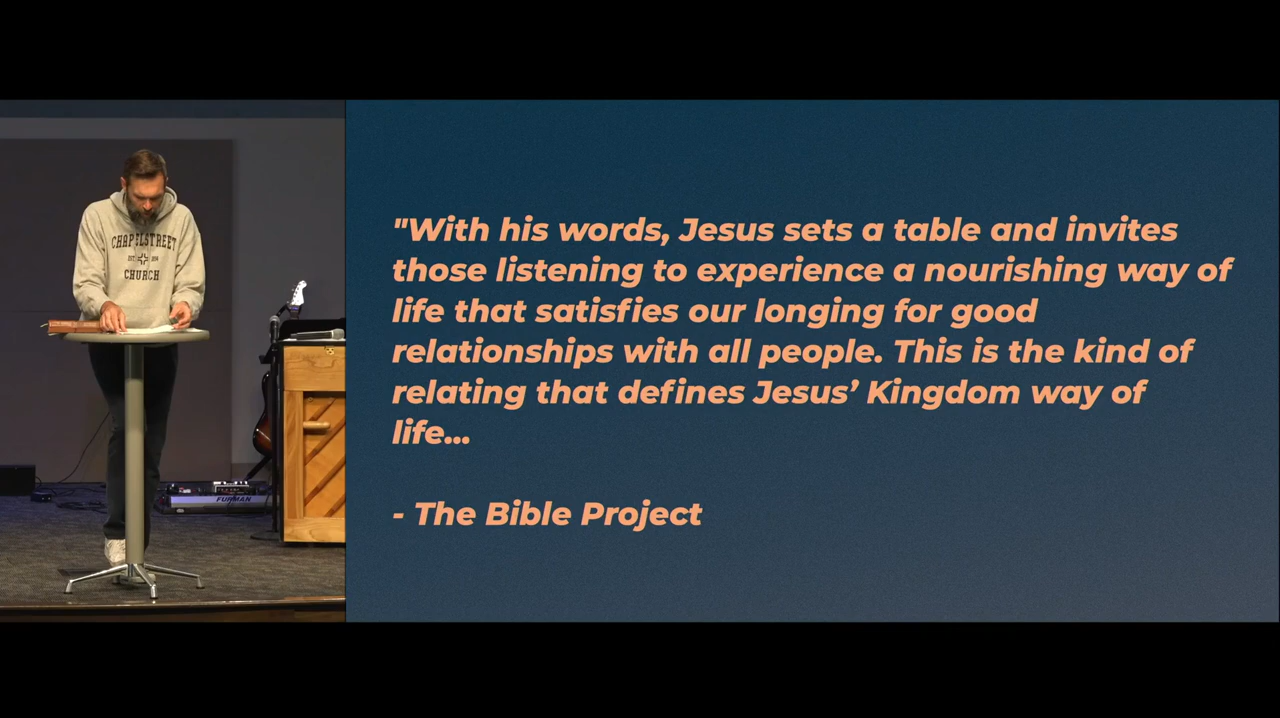 CHAPELSTREET
CHURCH
FURMAN
"With his words, Jesus sets a table and invites
those listening to experience a nourishing way of
life that satisfies our longing for good
relationships with all people. This is the kind of
relating that defines Jesus’ Kingdom way of
life...
- The Bible Project